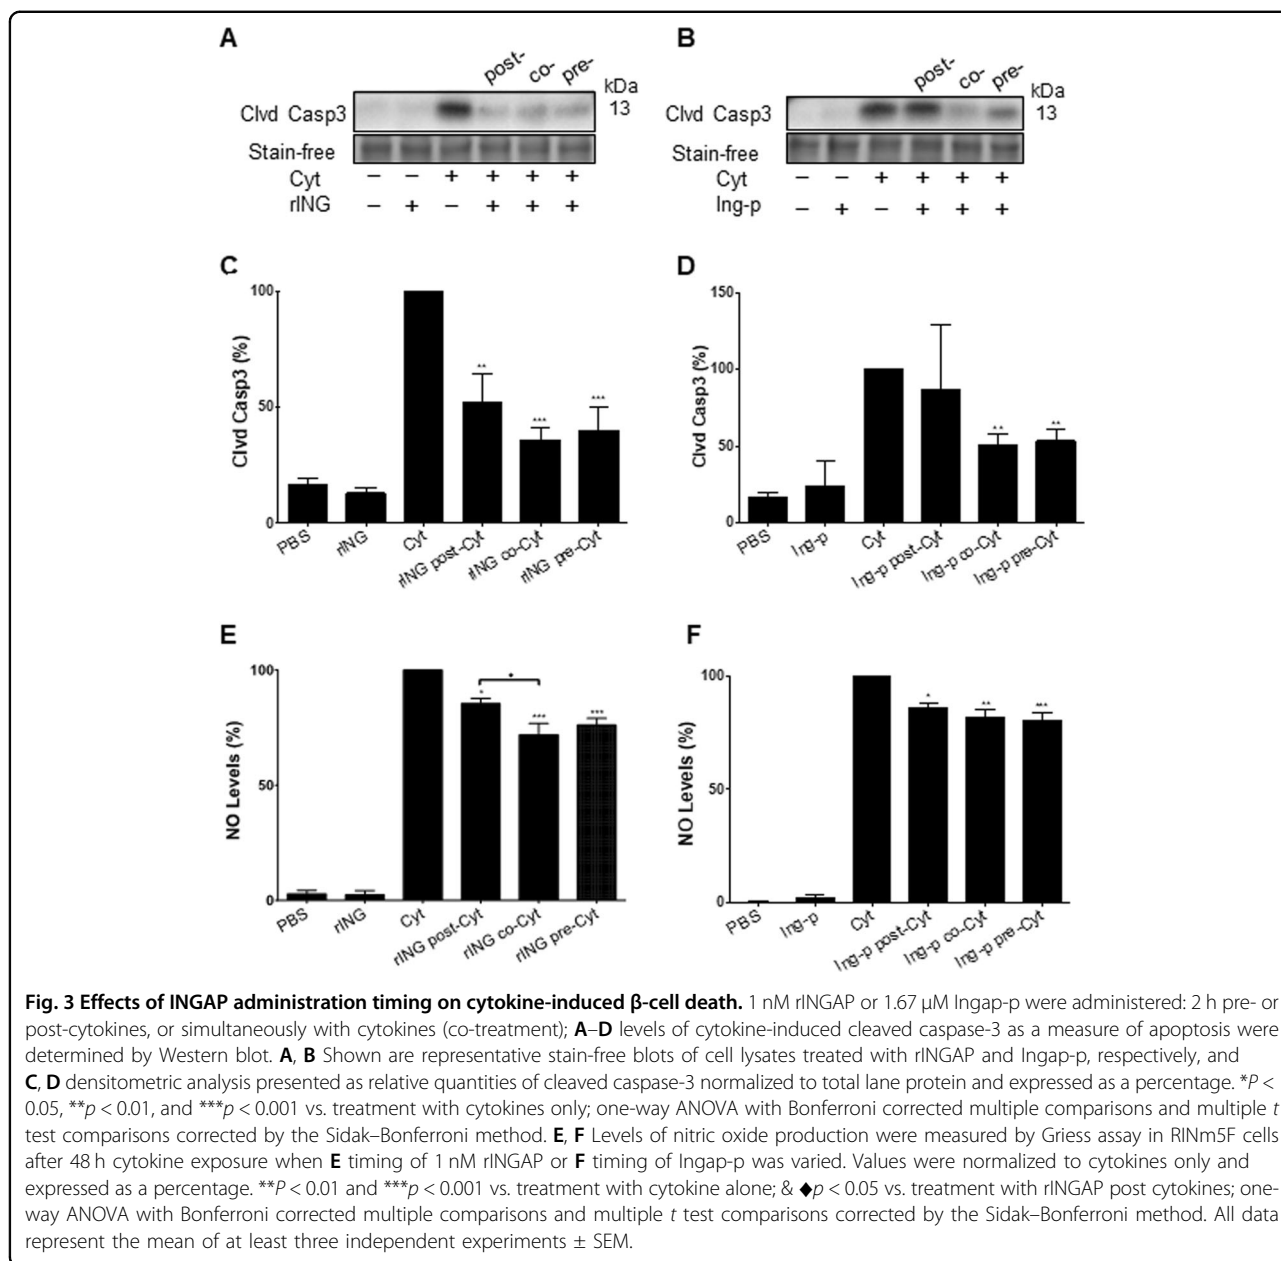 A
post- co- pre-
kDa
Clvd Casp3 13
Stain-free
Cyt − − + + + +
rING − + − + + +
B
post- co- pre-
kDa
Clvd Casp3 13
Stain-free
Cyt − − + + + +
Ing-p − + − + + +
C
Clvd Casp3 (%)
100
50
0
** *** ***
PBS rING Cyt rING post-Cyt rING co-Cyt rING pre-Cyt
D
Clvd Casp3 (%)
150
100
50
0
** **
PBS Ing-p Cyt Ing-p post-Cyt Ing-p co-Cyt Ing-p pre-Cyt
E
NO Levels (%)
100
50
0
*
* *** ***
PBS rING Cyt rING post-Cyt rING co-Cyt rING pre-Cyt
F
NO Levels (%)
100
50
0
* ** ***
PBS Ing-p Cyt Ing-p post-Cyt Ing-p co-Cyt Ing-p pre-Cyt
Fig. 3 Effects of INGAP administration timing on cytokine-induced β-cell death. 1 nM rINGAP or 1.67 µM Ingap-p were administered: 2 h pre- or
post-cytokines, or simultaneously with cytokines (co-treatment); A–D levels of cytokine-induced cleaved caspase-3 as a measure of apoptosis were
determined by Western blot. A, B Shown are representative stain-free blots of cell lysates treated with rINGAP and Ingap-p, respectively, and
C, D densitometric analysis presented as relative quantities of cleaved caspase-3 normalized to total lane protein and expressed as a percentage. *P <
0.05, **p < 0.01, and ***p < 0.001 vs. treatment with cytokines only; one-way ANOVA with Bonferroni corrected multiple comparisons and multiple t
test comparisons corrected by the Sidak–Bonferroni method. E, F Levels of nitric oxide production were measured by Griess assay in RINm5F cells
after 48 h cytokine exposure when E timing of 1 nM rINGAP or F timing of Ingap-p was varied. Values were normalized to cytokines only and
expressed as a percentage. **P < 0.01 and ***p < 0.001 vs. treatment with cytokine alone; & ◆p < 0.05 vs. treatment with rINGAP post cytokines; one-
way ANOVA with Bonferroni corrected multiple comparisons and multiple t test comparisons corrected by the Sidak–Bonferroni method. All data
represent the mean of at least three independent experiments ± SEM.